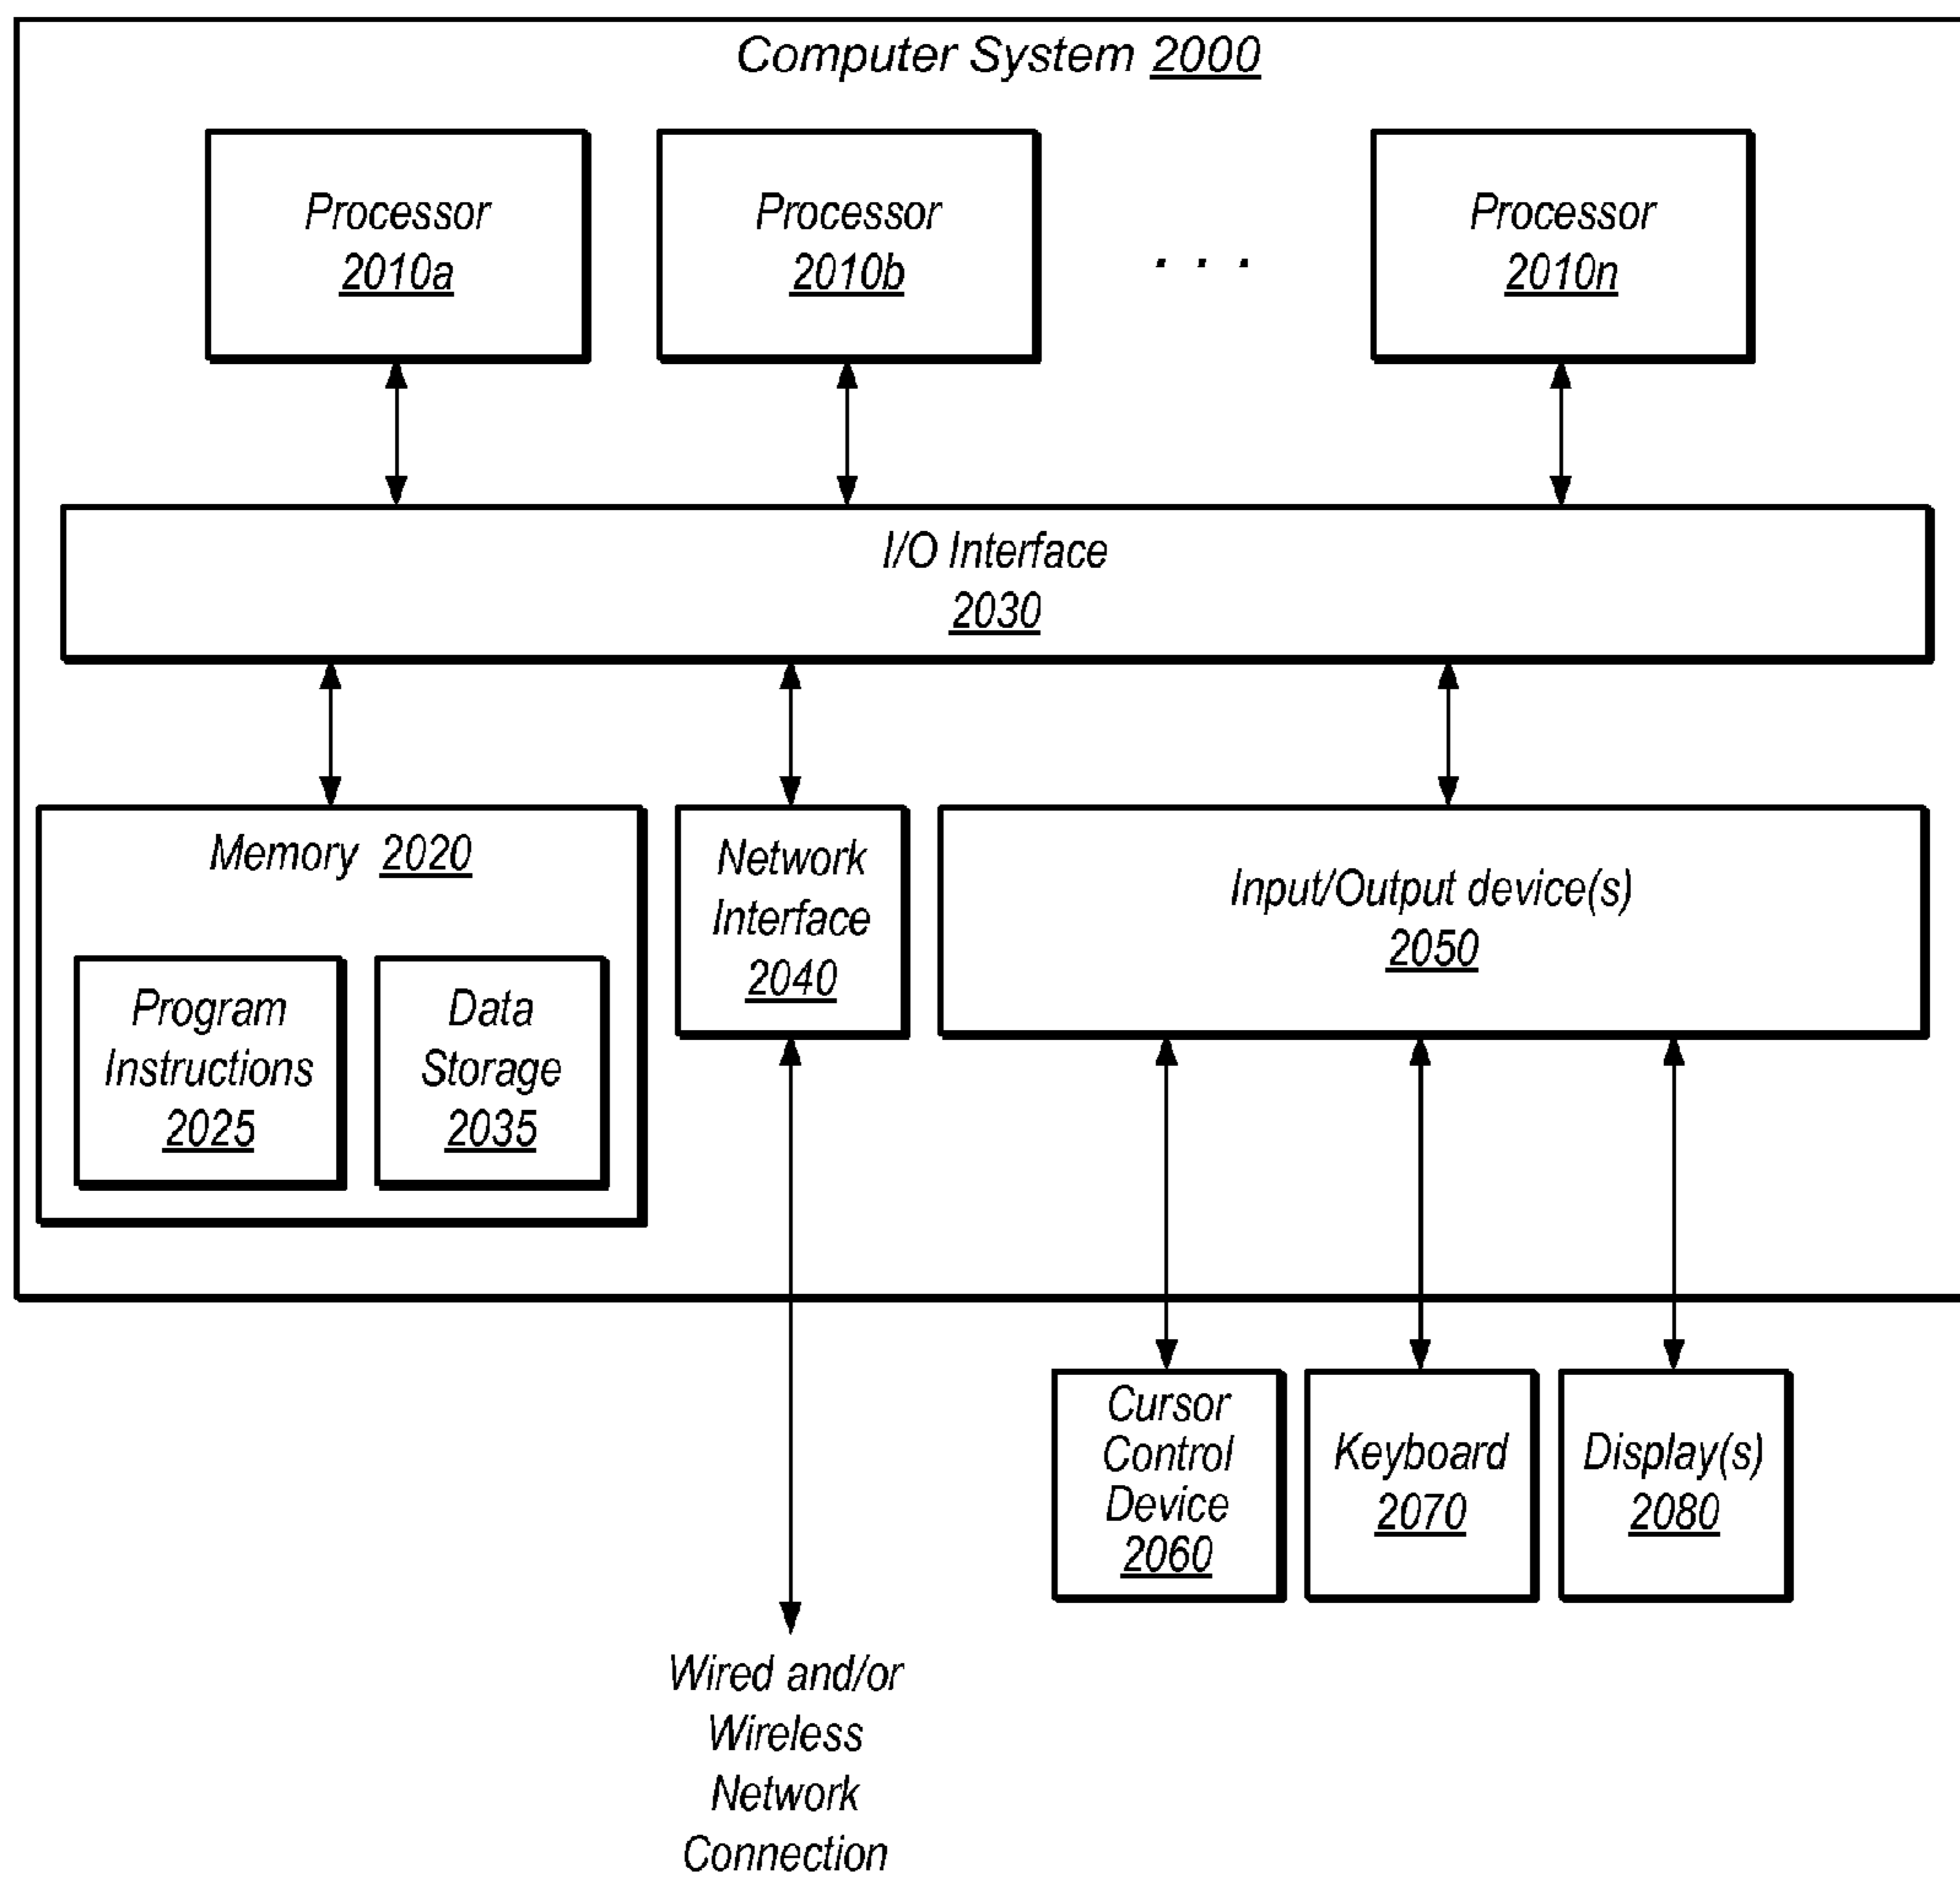 Computer System 2000
Processor
2010a
Processor
2010b
. . .
Processor
2010n
I/O Interface
2030
Memory 2020
Program
Instructions
2025
Data
Storage
2035
Network
Interface
2040
Input/Output device(s)
2050
Cursor
Control
Device
2060
Keyboard
2070
Display(s)
2080
Wired and/or
Wireless
Network
Connection